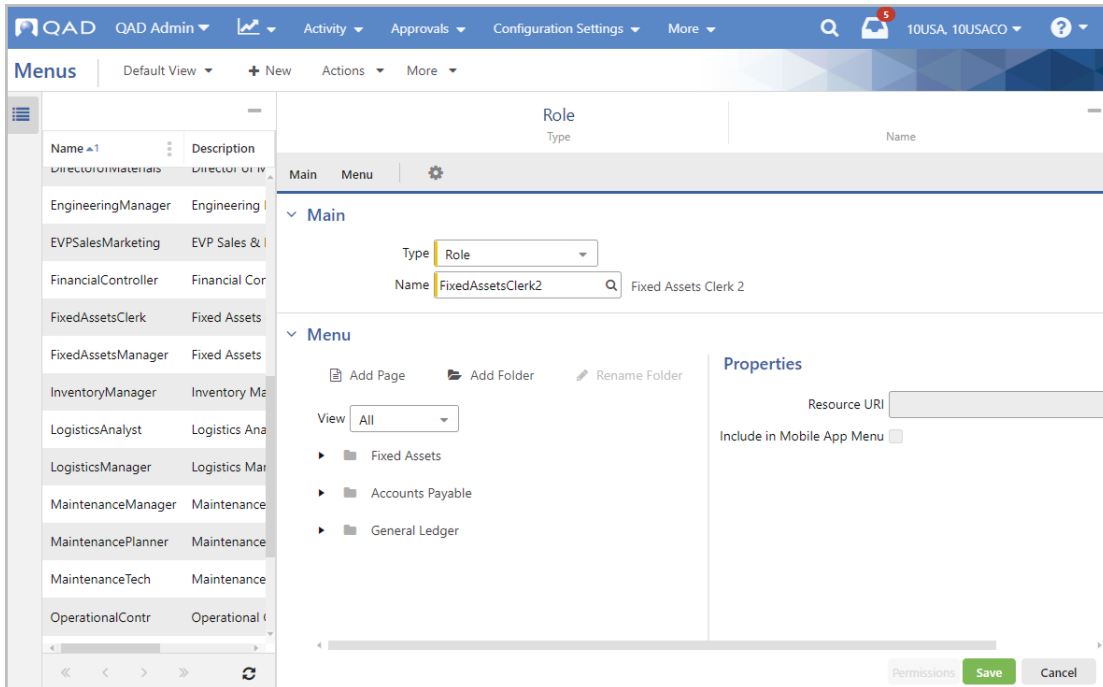 QAD QAD Admin Activity Approvals Configuration Settings More 5 10USA, 10USACO ?
Menus Default View + New Actions More
Role
Type Name
Name 1 Description
Main Menu
EngineeringManager Engineering
EVPSalesMarketing EVP Sales &
FinancialController Financial Cor
FixedAssetsClerk Fixed Assets
FixedAssetsManager Fixed Assets
InventoryManager Inventory Ma
LogisticsAnalyst Logistics Ana
LogisticsManager Logistics Mar
MaintenanceManager Maintenance
MaintenancePlanner Maintenance
MaintenanceTech Maintenance
OperationalContr Operational
Main
Type Role
Name FixedAssetsClerk2 Fixed Assets Clerk 2
Menu
Add Page Add Folder Rename Folder
View All
Fixed Assets
Accounts Payable
General Ledger
Properties
Resource URI
Include in Mobile App Menu
Permissions Save Cancel